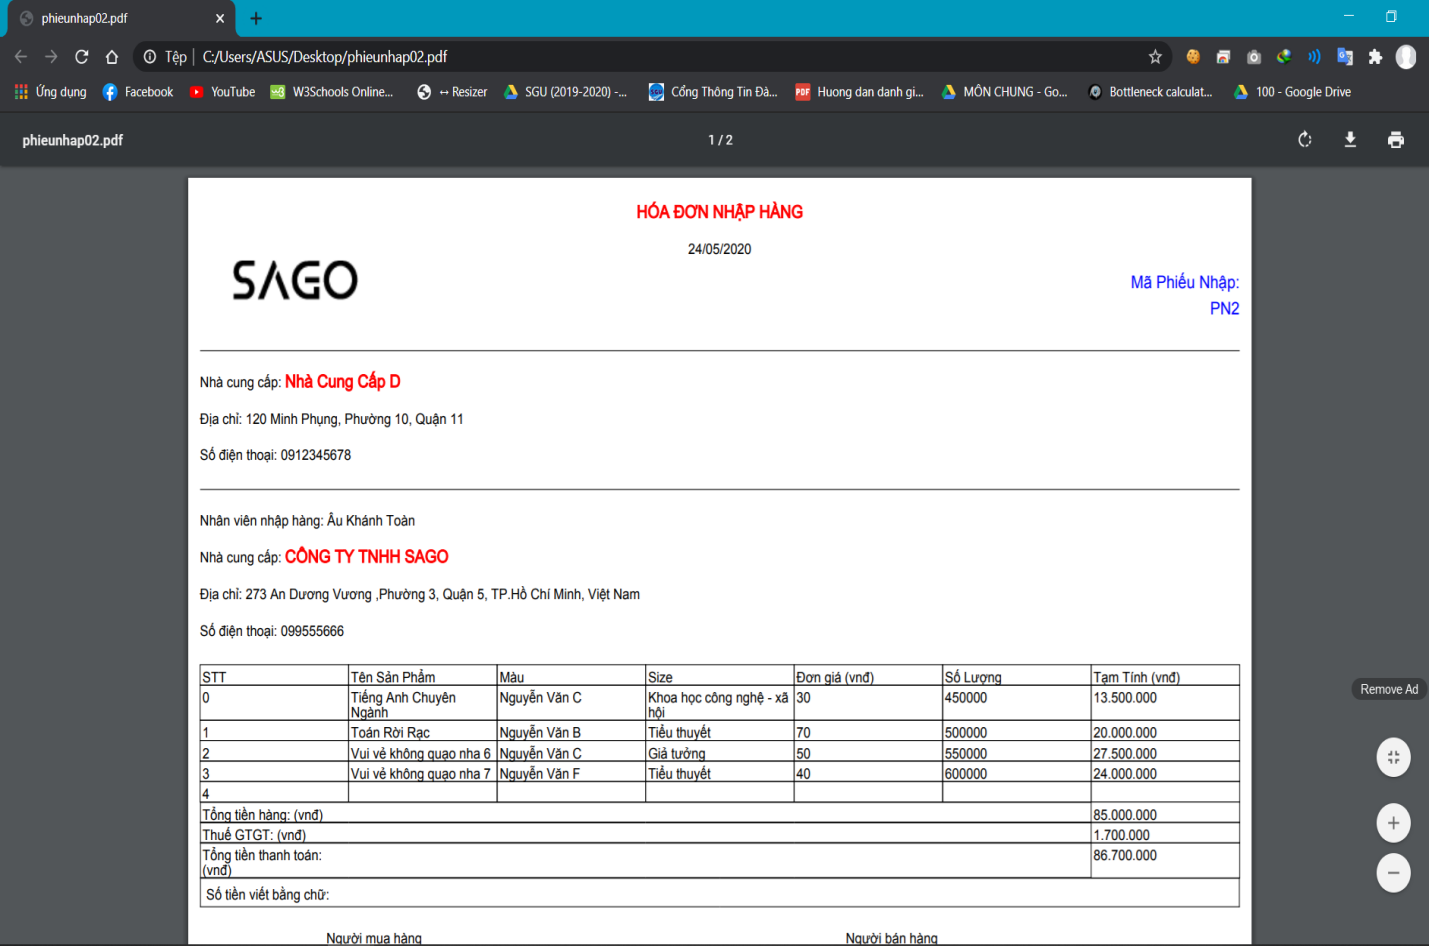 phieunhap02.pdf
Tệp | C:/Users/ASUS/Desktop/phieunhap02.pdf
Ứng dụng Facebook YouTube W3Schools Online... ↔ Resizer SGU (2019-2020) -... Cổng Thông Tin Đà... Huong dan danh gi... MÔN CHUNG - Go... Bottleneck calculat... 100 - Google Drive
phieunhap02.pdf 1 / 2
HÓA ĐƠN NHẬP HÀNG
24/05/2020
SAGO
Mã Phiếu Nhập:
PN2
Nhà cung cấp: Nhà Cung Cấp D
Địa chỉ: 120 Minh Phụng, Phường 10, Quận 11
Số điện thoại: 0912345678
Nhân viên nhập hàng: Âu Khánh Toàn
Nhà cung cấp: CÔNG TY TNHH SAGO
Địa chỉ: 273 An Dương Vương ,Phường 3, Quận 5, TP.Hồ Chí Minh, Việt Nam
Số điện thoại: 099555666
STT Tên Sản Phẩm Màu Size Đơn giá (vnđ) Số Lượng Tạm Tính (vnđ)
0 Tiếng Anh Chuyên Ngành Nguyễn Văn C Khoa học công nghệ - xã hội 30 450000 13.500.000
1 Toán Rời Rạc Nguyễn Văn B Tiểu thuyết 70 500000 20.000.000
2 Vui vẻ không quạo nha 6 Nguyễn Văn C Giả tưởng 50 550000 27.500.000
3 Vui vẻ không quạo nha 7 Nguyễn Văn F Tiểu thuyết 40 600000 24.000.000
4
Tổng tiền hàng: (vnđ) 85.000.000
Thuế GTGT: (vnđ) 1.700.000
Tổng tiền thanh toán: (vnđ) 86.700.000
Số tiền viết bằng chữ:
Người mua hàng Người bán hàng
Remove Ad